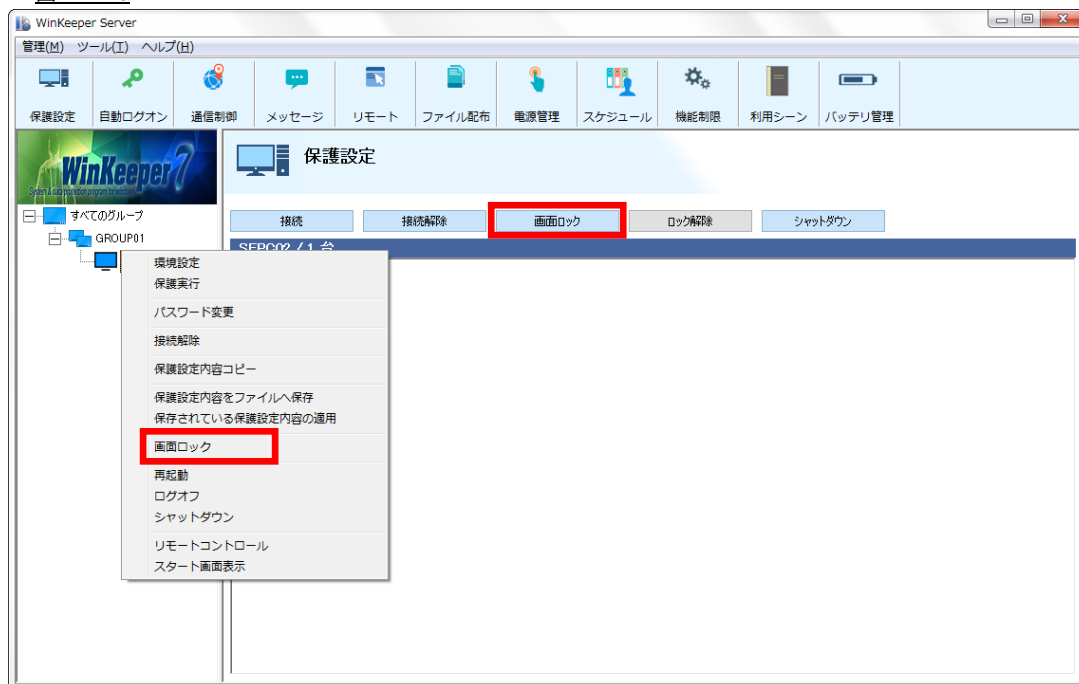 WinKeeper Server
管理(M) ツール(T) ヘルプ(H)
保護設定 自動ログオン 通信制御 メッセージ リモート ファイル配布 電源管理 スケジュール 機能制限 利用シーン バッテリ管理
WinKeeper7
System & data protection program for windows
保護設定
接続 接続解除 画面ロック ロック解除 シャットダウン
すべてのグループ
GROUP01
SEPC02 / 1 台
環境設定
保護実行
パスワード変更
接続解除
保護設定内容コピー
保護設定内容をファイルへ保存
保存されている保護設定内容の適用
画面ロック
再起動
ログオフ
シャットダウン
リモートコントロール
スタート画面表示